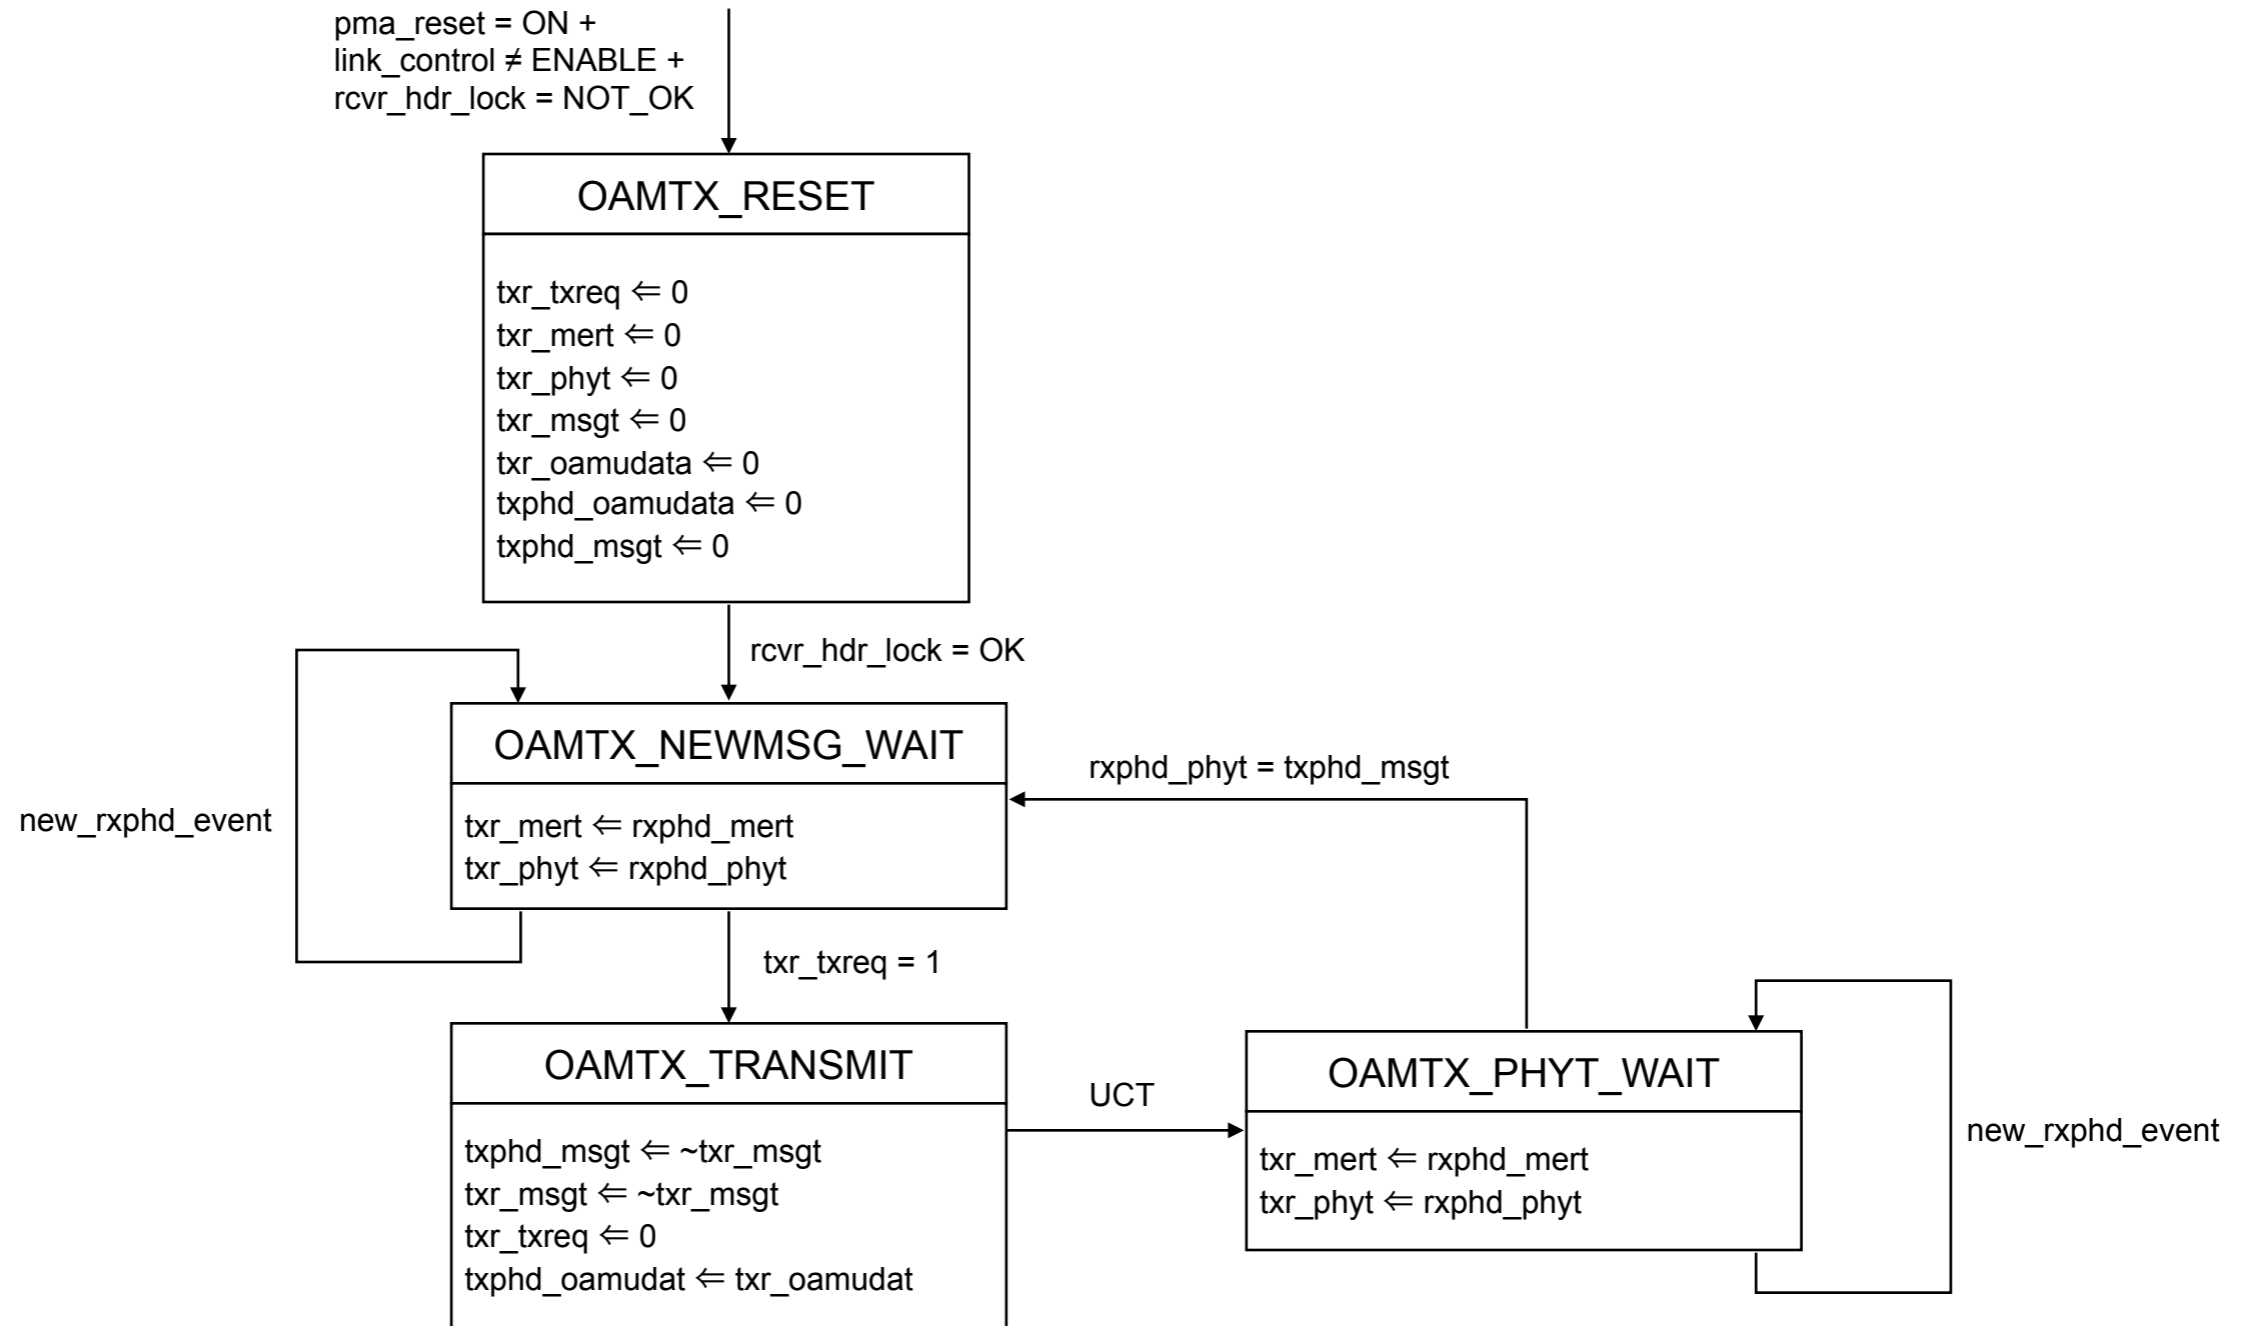 pma_reset = ON +
link_control ≠ ENABLE +
rcvr_hdr_lock = NOT_OK
OAMTX_RESET
txr_txreq ⇐ 0
txr_mert ⇐ 0
txr_phyt ⇐ 0
txr_msgt ⇐ 0
txr_oamudata ⇐ 0
txphd_oamudata ⇐ 0
txphd_msgt ⇐ 0
rcvr_hdr_lock = OK
OAMTX_NEWMSG_WAIT
txr_mert ⇐ rxphd_mert
txr_phyt ⇐ rxphd_phyt
new_rxphd_event
rxphd_phyt = txphd_msgt
txr_txreq = 1
OAMTX_TRANSMIT
txphd_msgt ⇐ ~txr_msgt
txr_msgt ⇐ ~txr_msgt
txr_txreq ⇐ 0
txphd_oamudat ⇐ txr_oamudat
UCT
OAMTX_PHYT_WAIT
txr_mert ⇐ rxphd_mert
txr_phyt ⇐ rxphd_phyt
new_rxphd_event